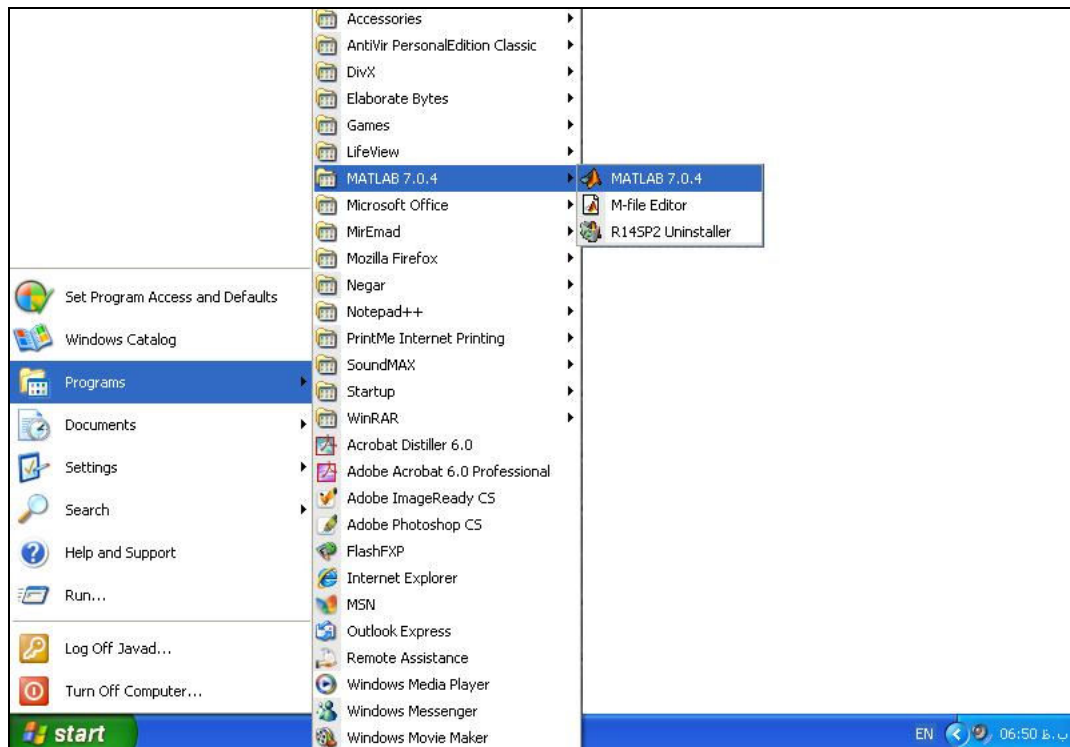 Accessories
AntiVir PersonalEdition Classic
DivX
Elaborate Bytes
Games
LifeView
MATLAB 7.0.4
Microsoft Office
MirEmad
Mozilla Firefox
Negar
Notepad++
PrintMe Internet Printing
SoundMAX
Startup
WinRAR
Acrobat Distiller 6.0
Adobe Acrobat 6.0 Professional
Adobe ImageReady CS
Adobe Photoshop CS
FlashFXP
Internet Explorer
MSN
Outlook Express
Remote Assistance
Windows Media Player
Windows Messenger
Windows Movie Maker
MATLAB 7.0.4
M-file Editor
R14SP2 Uninstaller
Set Program Access and Defaults
Windows Catalog
Programs
Documents
Settings
Search
Help and Support
Run...
Log Off Javad...
Turn Off Computer...
start
EN
06:50 ب.ظ